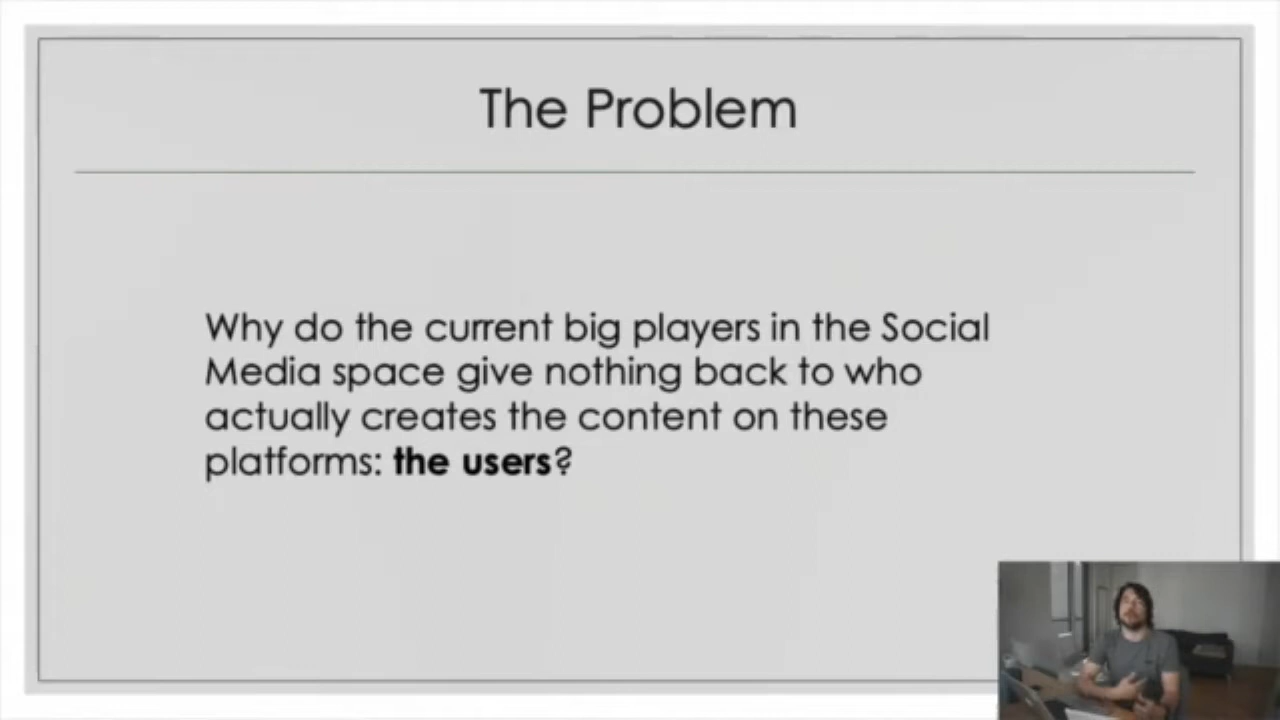 The Problem
Why do the current big players in the Social
Media space give nothing back to who
actually creates the content on these
platforms: the users?